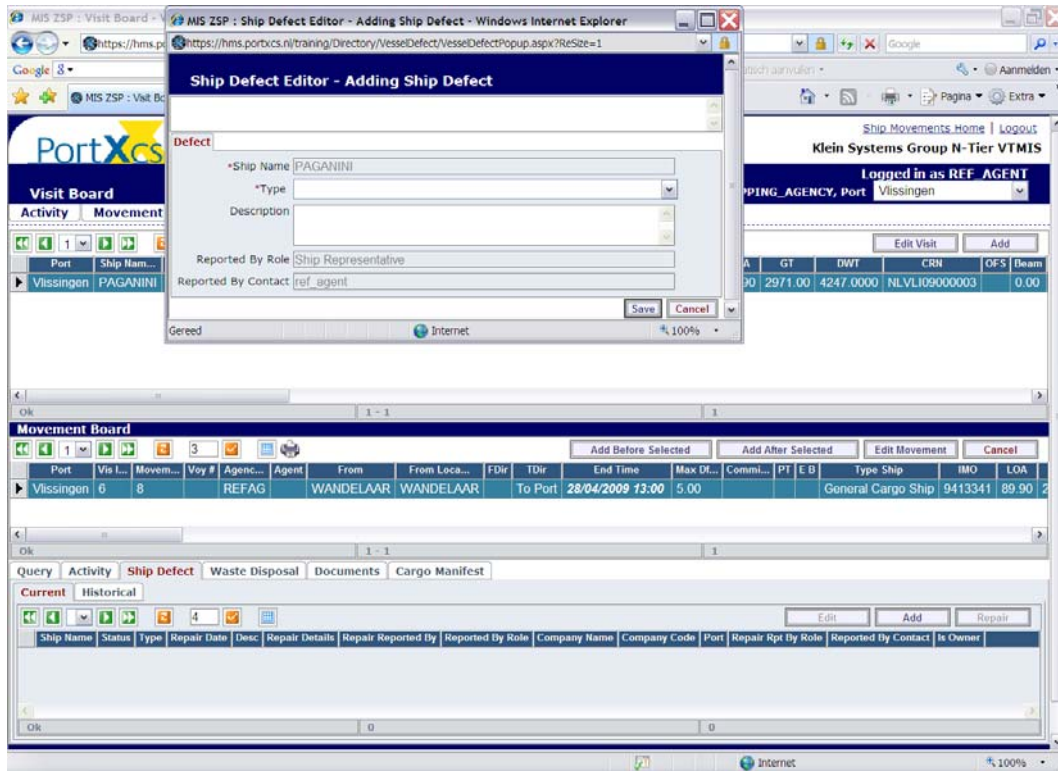 MIS ZSP : Visit Board -
MIS ZSP : Ship Defect Editor - Adding Ship Defect - Windows Internet Explorer
https://hms.po
https://hms.portxcs.nl/training/Directory/VesselDefect/VesselDefectPopup.aspx?ReSize=1
Google
Google
Aanmelden
MIS ZSP : Visit Bo
Pagina
Extra
Ship Defect Editor - Adding Ship Defect
PortXcs
Ship Movements Home | Logout
Klein Systems Group N-Tier VTMIS
Defect
*Ship Name PAGANINI
*Type
Description
Reported By Role Ship Representative
Reported By Contact ref_agent
Save Cancel
Gereed Internet 100%
Logged in as REF_AGENT
Visit Board
PPING_AGENCY, Port Vlissingen
Activity Movement
1 Edit Visit Add
Port Ship Nam... A GT DWT CRN OFS Beam
Vlissingen PAGANINI 90 2971.00 4247.0000 NLVLI09000003 0.00
Ok 1 - 1 1
Movement Board
1 3 Add Before Selected Add After Selected Edit Movement Cancel
Port Vis I... Movem... Voy # Agenc... Agent From From Loca... FDir TDir End Time Max Df... Commi... PT E B Type Ship IMO LOA
Vlissingen 6 8 REFAG WANDELAAR WANDELAAR To Port 28/04/2009 13:00 5.00 General Cargo Ship 9413341 89.90 2
Ok 1 - 1 1
Query Activity Ship Defect Waste Disposal Documents Cargo Manifest
Current Historical
4 Edit Add Repair
Ship Name Status Type Repair Date Desc Repair Details Repair Reported By Reported By Role Company Name Company Code Port Repair Rpt By Role Reported By Contact Is Owner
Ok 0 0
Internet 100%